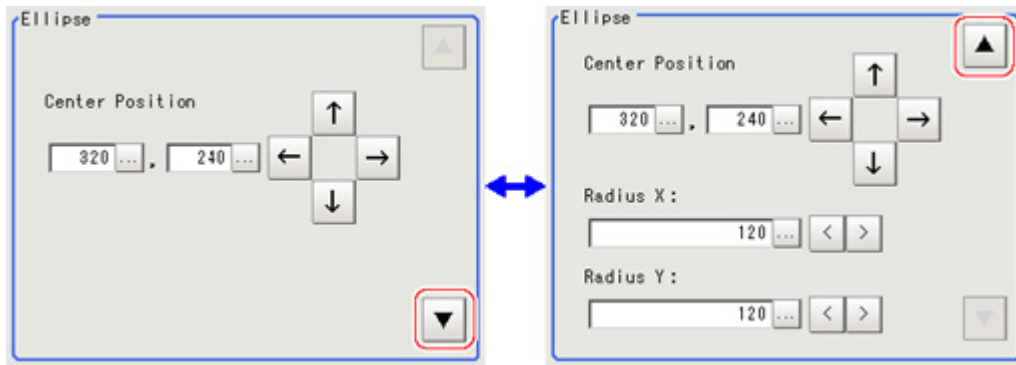 Ellipse
Center Position
320 ... , 240 ... ← ↑ → ↓
▲
▼
Ellipse
▲
Center Position
320 ... , 240 ... ← ↑ → ↓
Radius X:
120 ... < >
Radius Y:
120 ... < >
▼